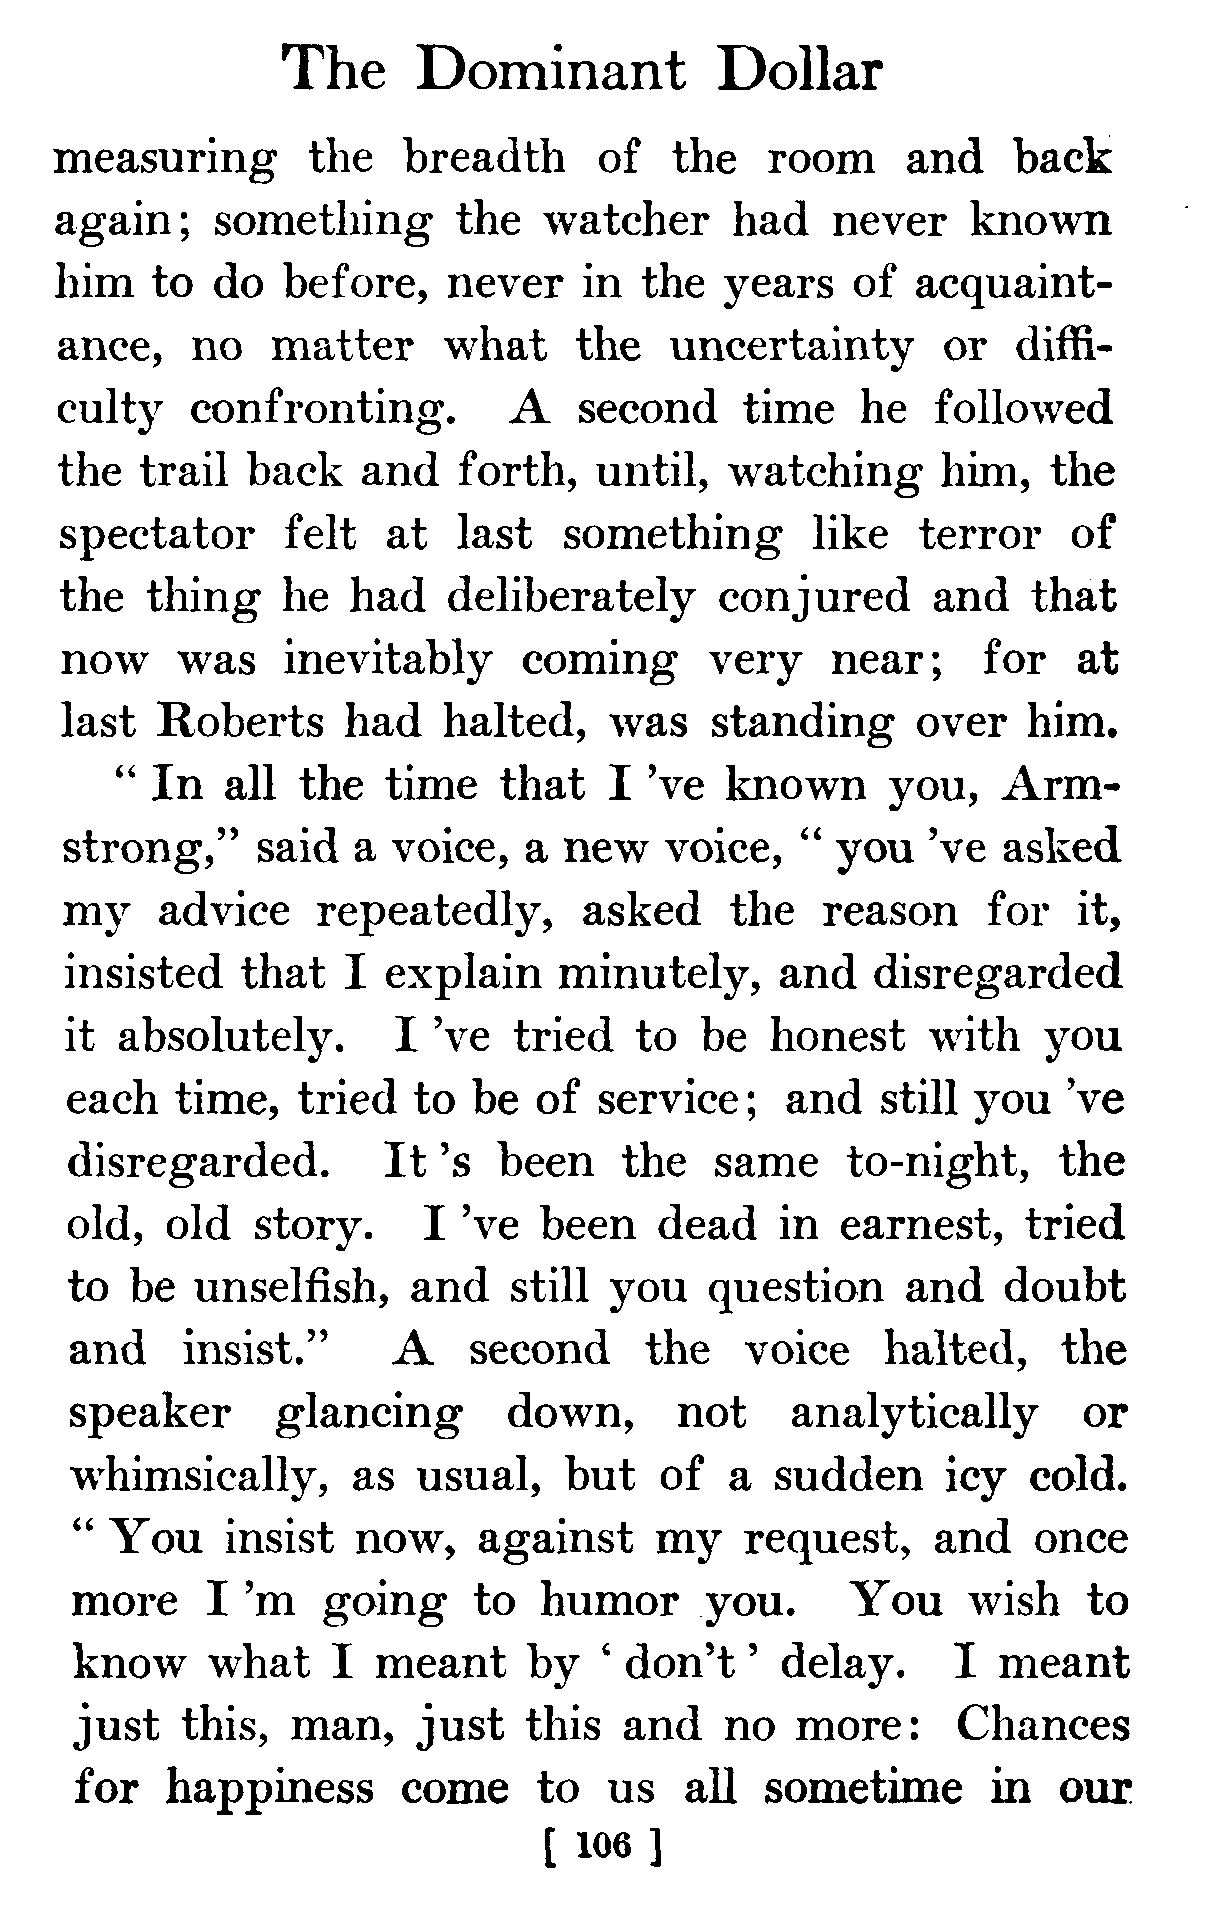 The Dominant Dollar
measuring the breadth of the room and back
again; something the watcher had never known
him to do before, never in the years of acquaint-
ance, no matter what the uncertainty or diffi-
culty confronting. A second time he followed
the trail back and forth, until, watching him, the
spectator felt at last something like terror of
the thing he had deliberately conjured and that
now was inevitably coming very near; for at
last Roberts had halted, was standing over him.
“ In all the time that I ’ve known you, Arm-
strong,” said a voice, a new voice, “ you ’ve asked
my advice repeatedly, asked the reason for it,
insisted that I explain minutely, and disregarded
it absolutely. I ’ve tried to be honest with you
each time, tried to be of service; and still you ’ve
disregarded. It ’s been the same to-night, the
old, old story. I ’ve been dead in earnest, tried
to be unselfish, and still you question and doubt
and insist.” A second the voice halted, the
speaker glancing down, not analytically or
whimsically, as usual, but of a sudden icy cold.
“ You insist now, against my request, and once
more I ’m going to humor you. You wish to
know what I meant by ‘ don’t ’ delay. I meant
just this, man, just this and no more: Chances
for happiness come to us all sometime in our
[ 106 ]